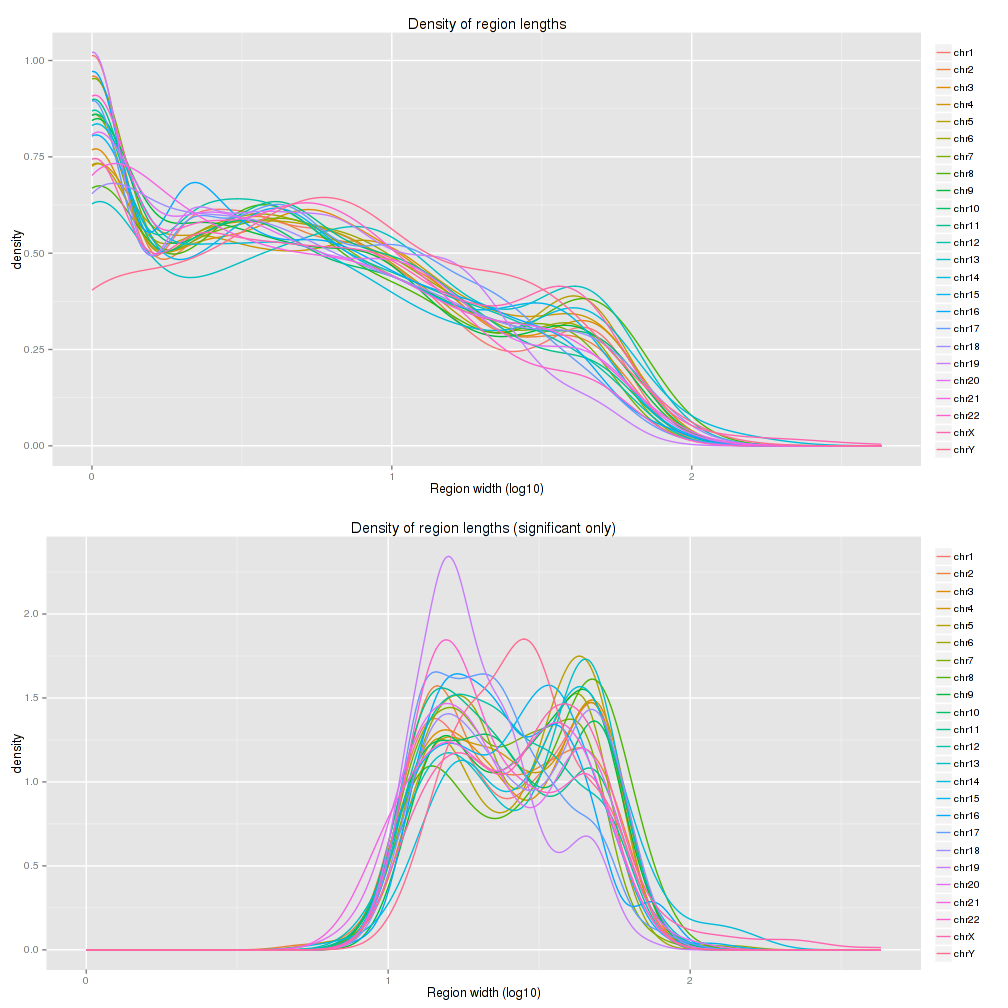 Density of region lengths
density
1.00
0.75
0.50
0.25
0.00
0
1
2
Region width (log10)
chr1
chr2
chr3
chr4
chr5
chr6
chr7
chr8
chr9
chr10
chr11
chr12
chr13
chr14
chr15
chr16
chr17
chr18
chr19
chr20
chr21
chr22
chrX
chrY
Density of region lengths (significant only)
density
2.0
1.5
1.0
0.5
0.0
0
1
2
Region width (log10)
chr1
chr2
chr3
chr4
chr5
chr6
chr7
chr8
chr9
chr10
chr11
chr12
chr13
chr14
chr15
chr16
chr17
chr18
chr19
chr20
chr21
chr22
chrX
chrY